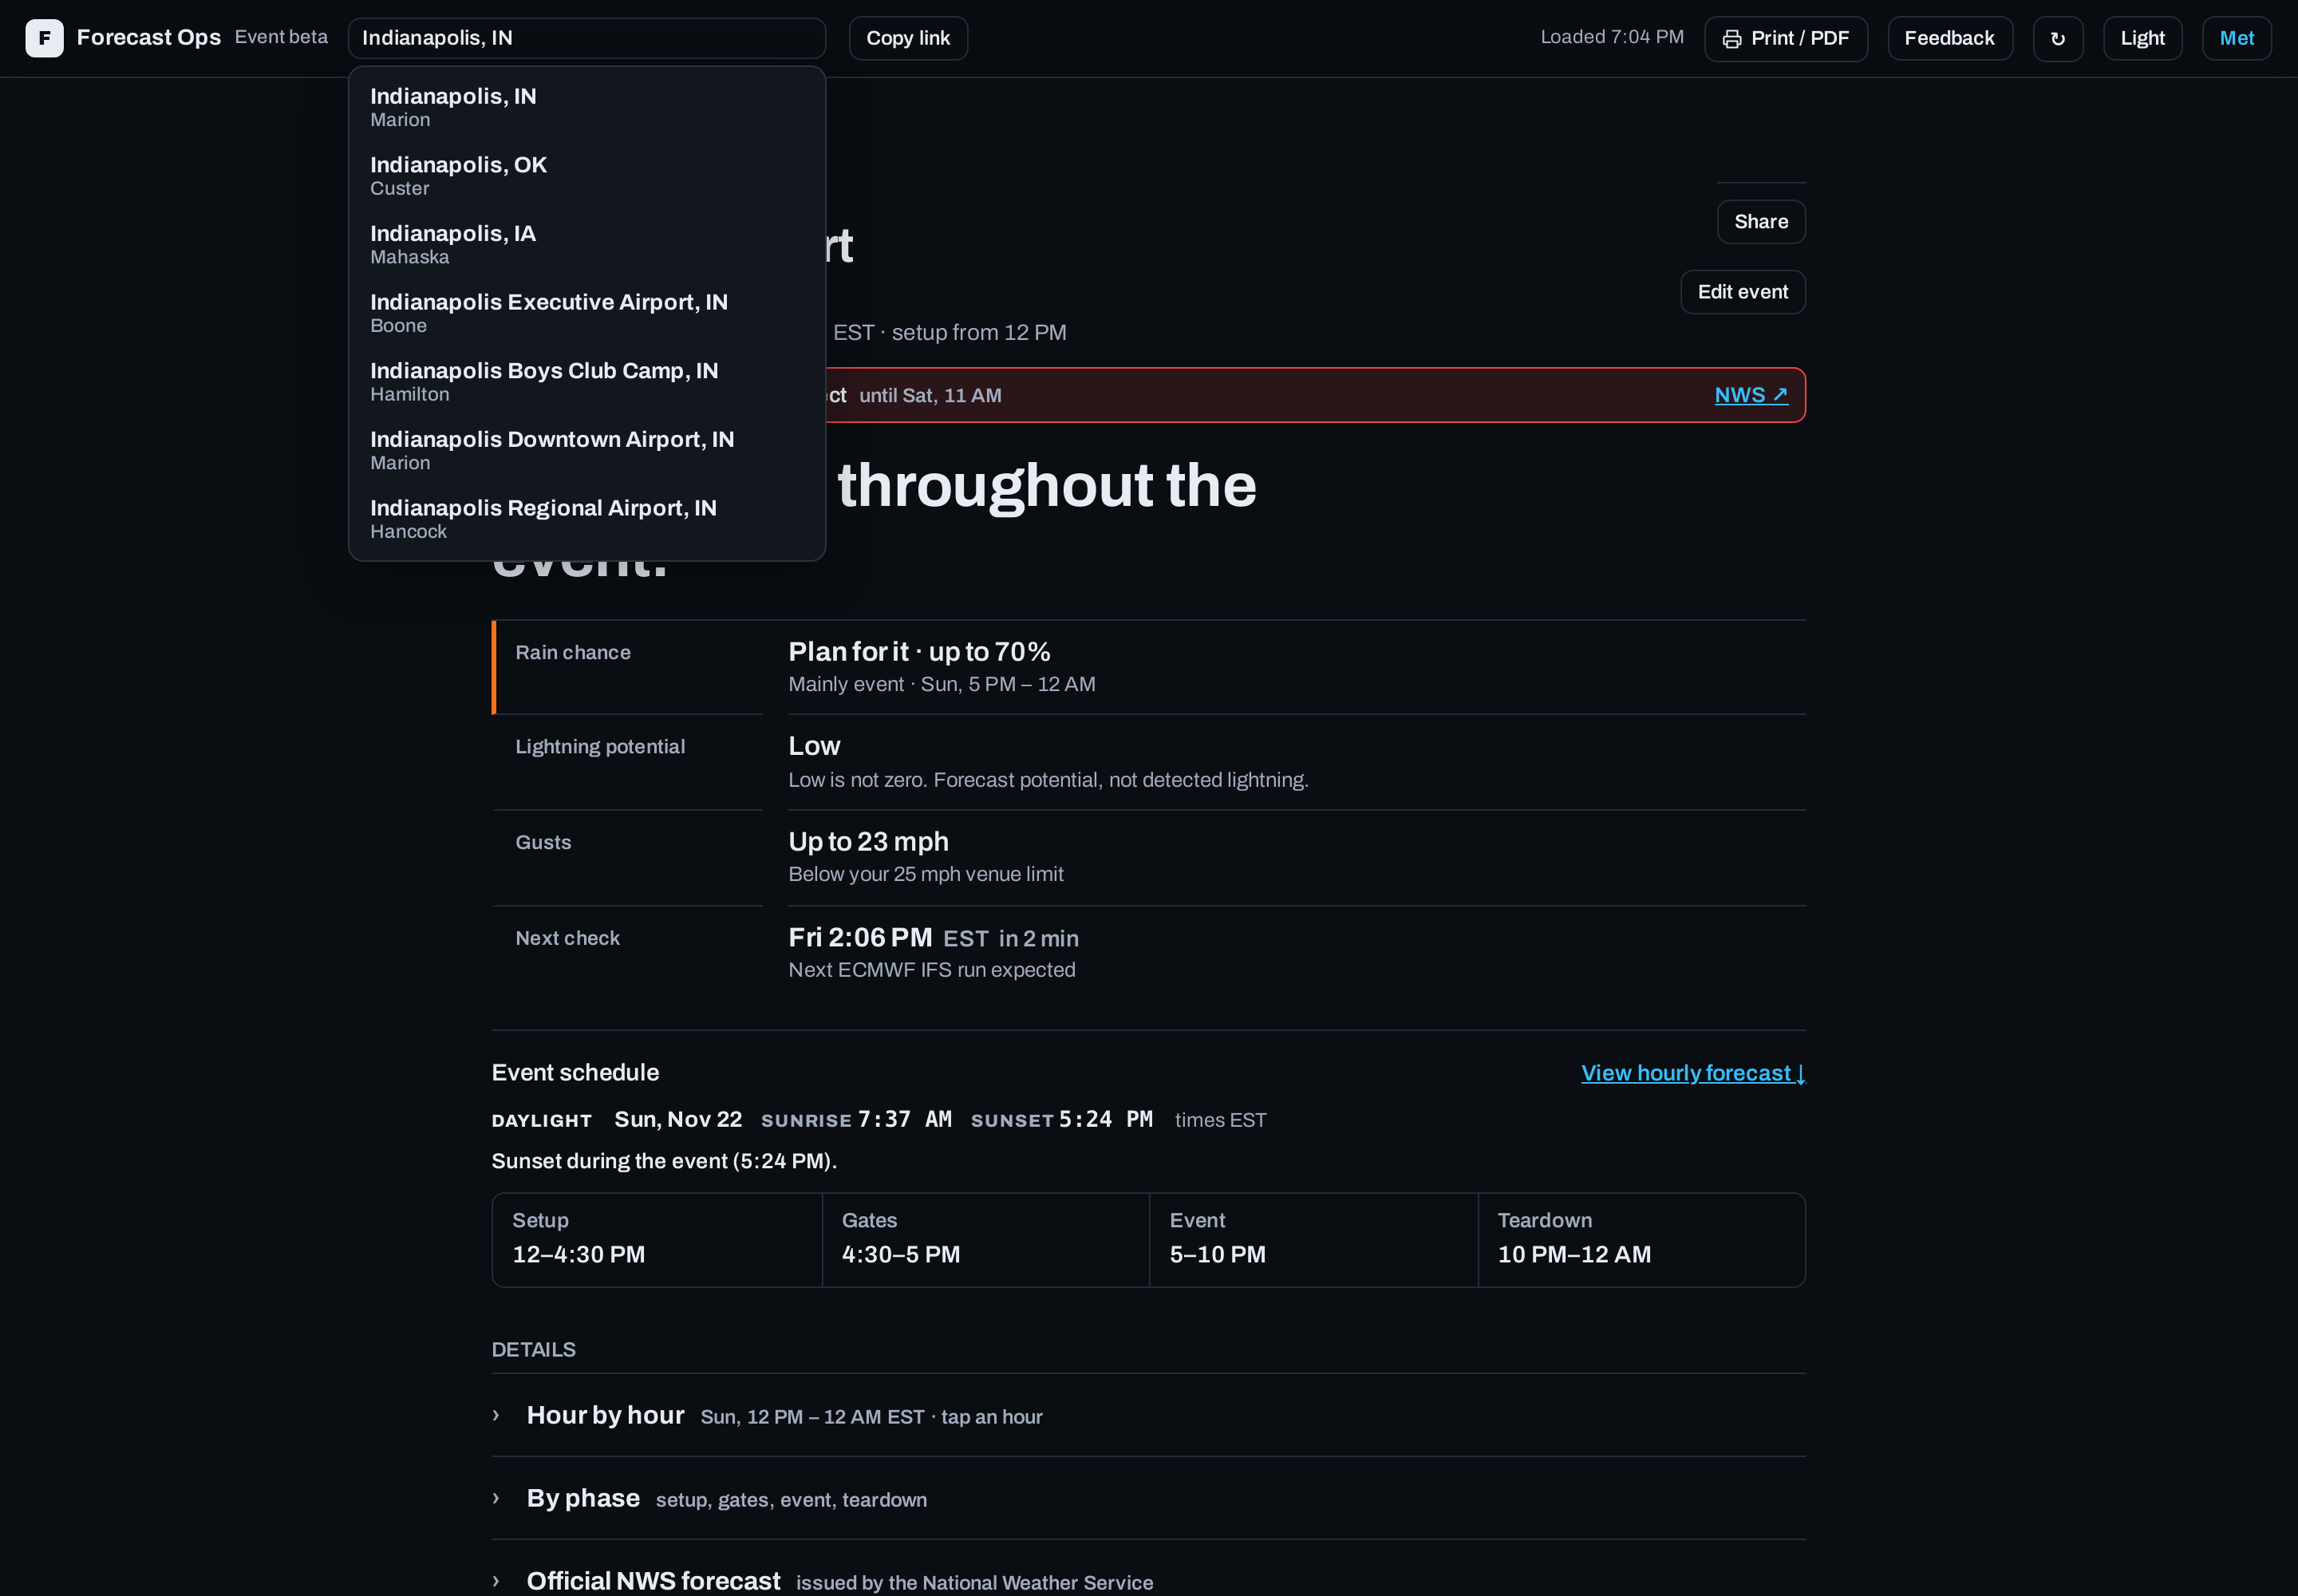 F Forecast Ops Event beta Indianapolis, IN Copy link Loaded 7:04 PM Print / PDF Feedback ↻ Light Met
Indianapolis, IN
Marion
Indianapolis, OK
Custer
Indianapolis, IA
Mahaska
Indianapolis Executive Airport, IN
Boone
Indianapolis Boys Club Camp, IN
Hamilton
Indianapolis Downtown Airport, IN
Marion
Indianapolis Regional Airport, IN
Hancock
Share
Edit event
EST · setup from 12 PM
until Sat, 11 AM NWS ↗
throughout the
event.
Rain chance
Plan for it · up to 70%
Mainly event · Sun, 5 PM – 12 AM
Lightning potential
Low
Low is not zero. Forecast potential, not detected lightning.
Gusts
Up to 23 mph
Below your 25 mph venue limit
Next check
Fri 2:06 PM EST in 2 min
Next ECMWF IFS run expected
Event schedule View hourly forecast ↓
DAYLIGHT Sun, Nov 22 SUNRISE 7:37 AM SUNSET 5:24 PM times EST
Sunset during the event (5:24 PM).
Setup
12–4:30 PM
Gates
4:30–5 PM
Event
5–10 PM
Teardown
10 PM–12 AM
DETAILS
› Hour by hour Sun, 12 PM – 12 AM EST · tap an hour
› By phase setup, gates, event, teardown
› Official NWS forecast issued by the National Weather Service